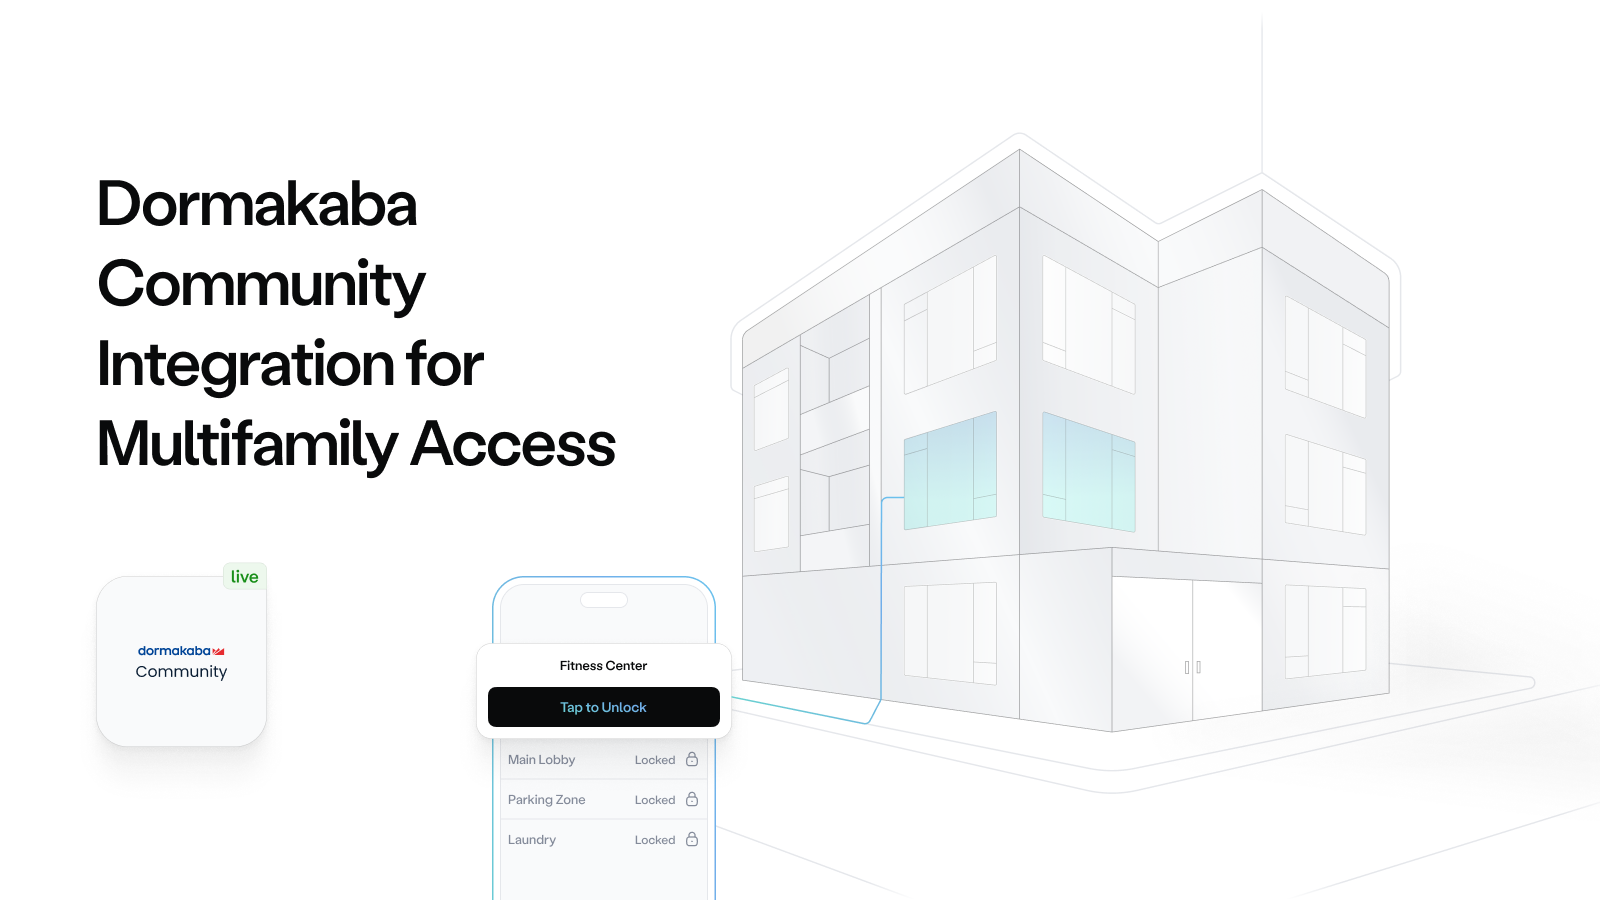 Dormakaba
Community
Integration for
Multifamily Access
live
dormakaba
Community
Fitness Center
Tap to Unlock
Main Lobby Locked
Parking Zone Locked
Laundry Locked